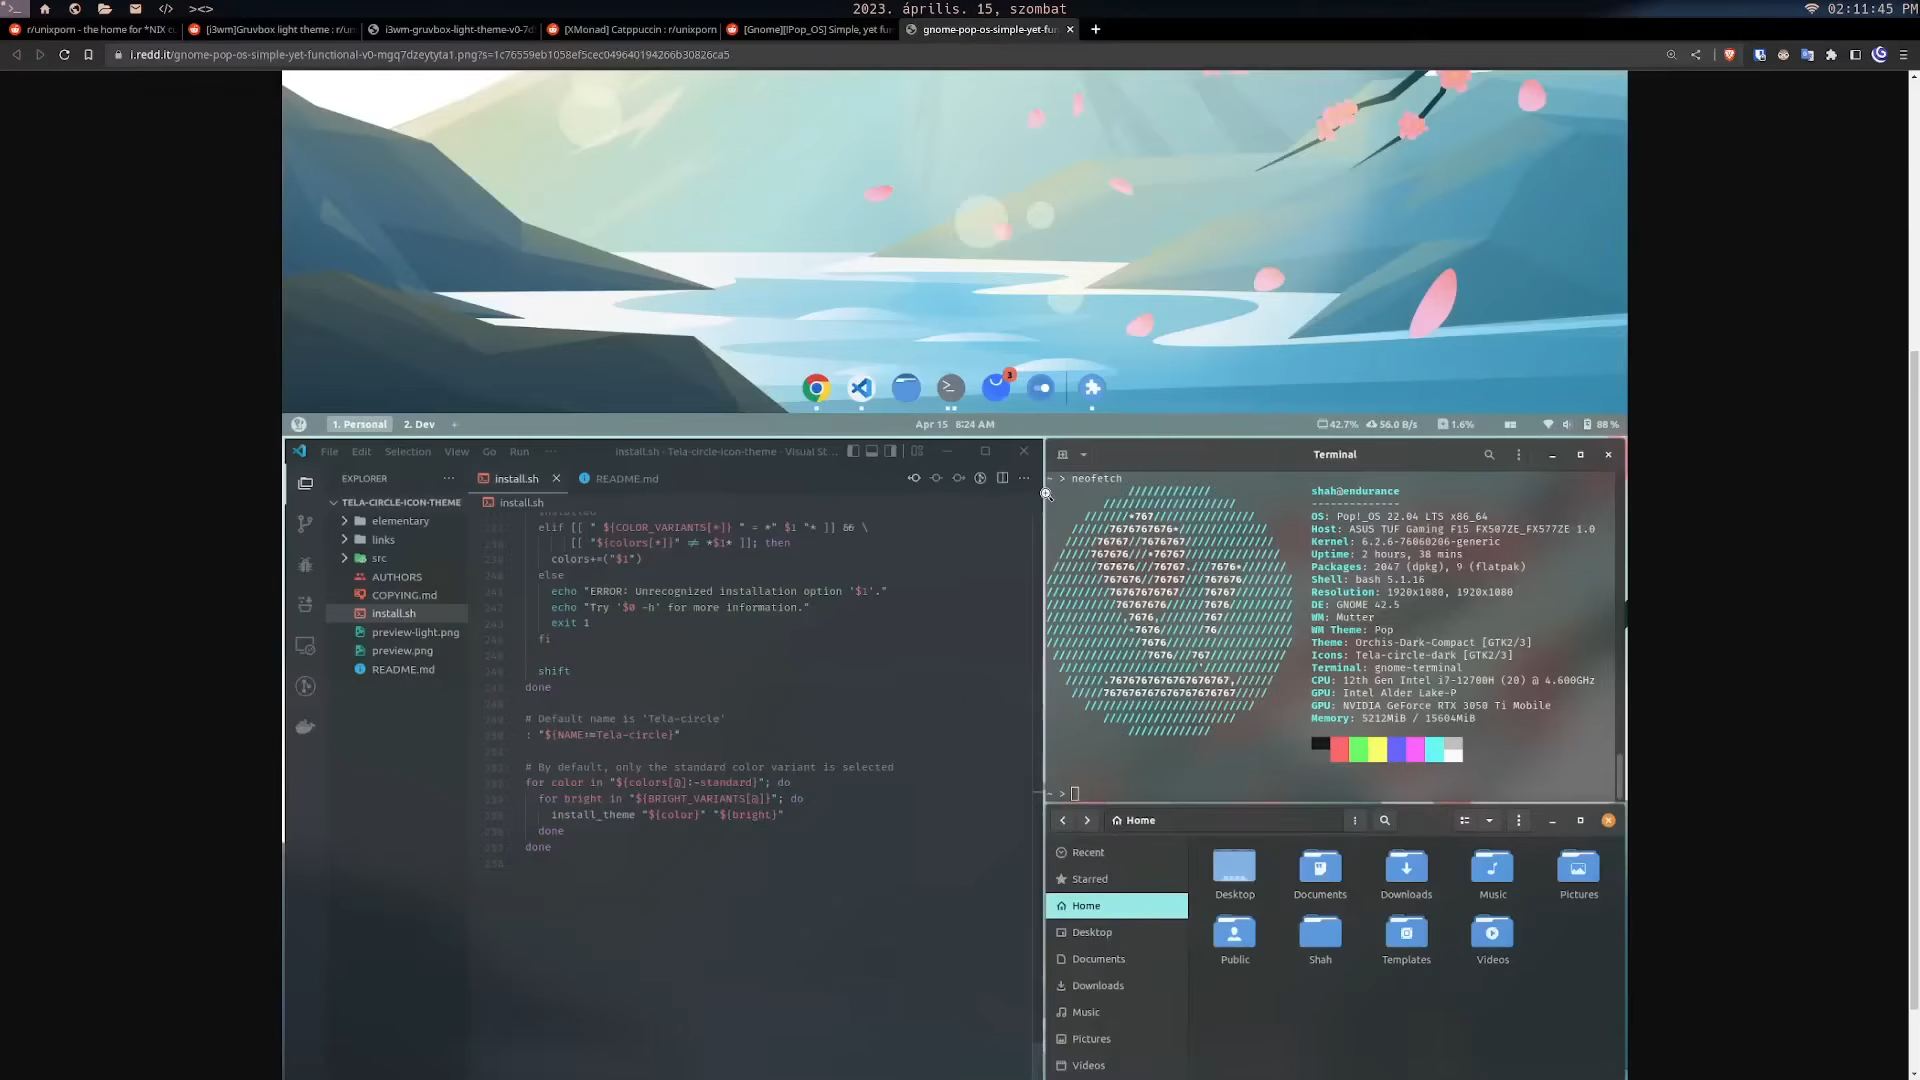 2023. április. 15, szombat
02:11:45 PM
r/unixporn - the home for *NIX cu
[i3wm]Gruvbox light theme : r/un
i3wm-gruvbox-light-theme-v0-7d
[XMonad] Catppuccin : r/unixporn
[Gnome][Pop_OS] Simple, yet fun
gnome-pop-os-simple-yet-func
i.redd.it/gnome-pop-os-simple-yet-functional-v0-mgq7dzeytyta1.png?s=1c76559eb1058ef5cec049640194266b30826ca5
3
1. Personal
2. Dev
Apr 15 8:24 AM
42.7%
56.0 B/s
1.6%
88 %
File Edit Selection View Go Run ...
install.sh - Tela-circle-icon-theme - Visual St...
EXPLORER
install.sh
README.md
TELA-CIRCLE-ICON-THEME
install.sh
elementary
links
src
AUTHORS
COPYING.md
install.sh
preview-light.png
preview.png
README.md
elif [[ " ${COLOR_VARIANTS[*]} " = *" $1 "* ]] && \
[[ "${colors[*]}" ≠ *$1* ]]; then
colors+=("$1")
else
echo "ERROR: Unrecognized installation option '$1'."
echo "Try '$0 -h' for more information."
exit 1
fi
shift
done
# Default name is 'Tela-circle'
: "${NAME:=Tela-circle}"
# By default, only the standard color variant is selected
for color in "${colors[@]:-standard}"; do
for bright in "${BRIGHT_VARIANTS[@]}"; do
install_theme "${color}" "${bright}"
done
done
Terminal
~ > neofetch
shah@endurance
--------------
OS: Pop!_OS 22.04 LTS x86_64
Host: ASUS TUF Gaming F15 FX507ZE_FX577ZE 1.0
Kernel: 6.2.6-76060206-generic
Uptime: 2 hours, 38 mins
Packages: 2047 (dpkg), 9 (flatpak)
Shell: bash 5.1.16
Resolution: 1920x1080, 1920x1080
DE: GNOME 42.5
WM: Mutter
WM Theme: Pop
Theme: Orchis-Dark-Compact [GTK2/3]
Icons: Tela-circle-dark [GTK2/3]
Terminal: gnome-terminal
CPU: 12th Gen Intel i7-12700H (20) @ 4.600GHz
GPU: Intel Alder Lake-P
GPU: NVIDIA GeForce RTX 3050 Ti Mobile
Memory: 5212MiB / 15604MiB
~ >
Home
Recent
Starred
Home
Desktop
Documents
Downloads
Music
Pictures
Videos
Desktop
Documents
Downloads
Music
Pictures
Public
Shah
Templates
Videos